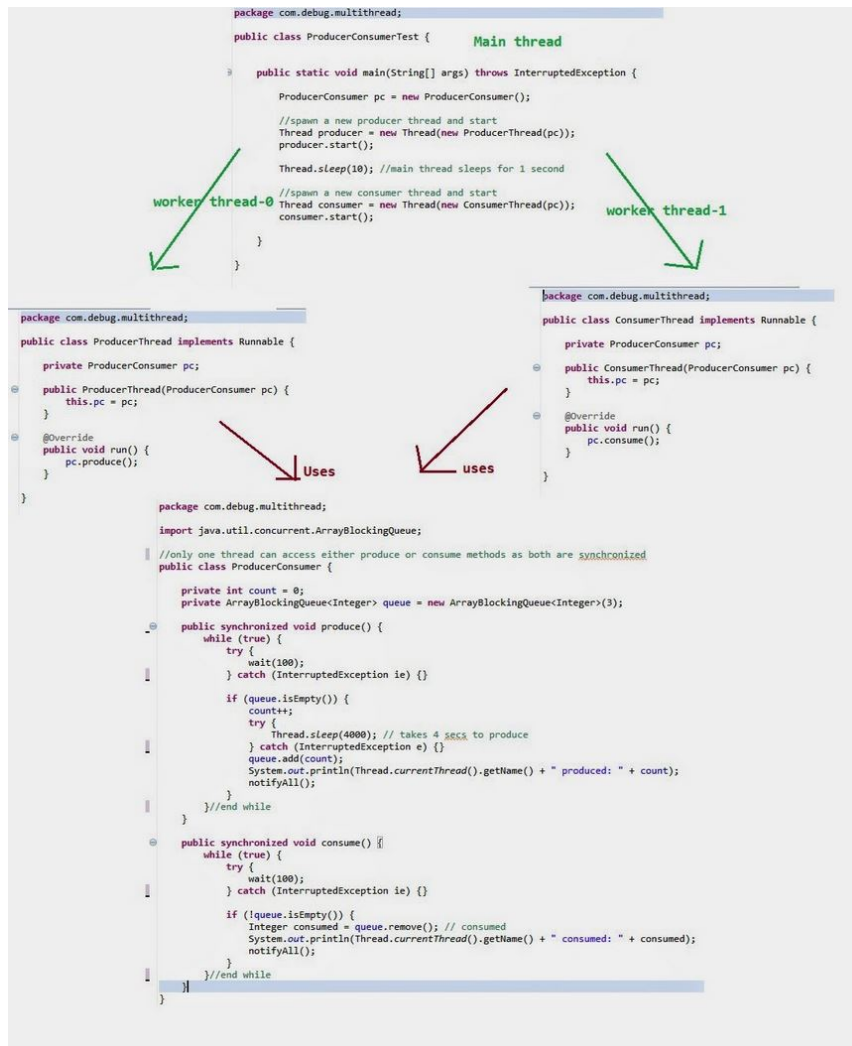 package com.debug.multithread;
public class ProducerConsumerTest {
Main thread
public static void main(String[] args) throws InterruptedException {
ProducerConsumer pc = new ProducerConsumer();
//spawn a new producer thread and start
Thread producer = new Thread(new ProducerThread(pc));
producer.start();
Thread.sleep(10); //main thread sleeps for 1 second
//spawn a new consumer thread and start
Thread consumer = new Thread(new ConsumerThread(pc));
consumer.start();
}
}
worker thread-0
worker thread-1
package com.debug.multithread;
public class ProducerThread implements Runnable {
private ProducerConsumer pc;
public ProducerThread(ProducerConsumer pc) {
this.pc = pc;
}
@Override
public void run() {
pc.produce();
}
}
package com.debug.multithread;
public class ConsumerThread implements Runnable {
private ProducerConsumer pc;
public ConsumerThread(ProducerConsumer pc) {
this.pc = pc;
}
@Override
public void run() {
pc.consume();
}
}
Uses
uses
package com.debug.multithread;
import java.util.concurrent.ArrayBlockingQueue;
//only one thread can access either produce or consume methods as both are synchronized
public class ProducerConsumer {
private int count = 0;
private ArrayBlockingQueue<Integer> queue = new ArrayBlockingQueue<Integer>(3);
public synchronized void produce() {
while (true) {
try {
wait(100);
} catch (InterruptedException ie) {}
if (queue.isEmpty()) {
count++;
try {
Thread.sleep(4000); // takes 4 secs to produce
} catch (InterruptedException e) {}
queue.add(count);
System.out.println(Thread.currentThread().getName() + " produced: " + count);
notifyAll();
}
}//end while
}
public synchronized void consume() {
while (true) {
try {
wait(100);
} catch (InterruptedException ie) {}
if (!queue.isEmpty()) {
Integer consumed = queue.remove(); // consumed
System.out.println(Thread.currentThread().getName() + " consumed: " + consumed);
notifyAll();
}
}//end while
}
}